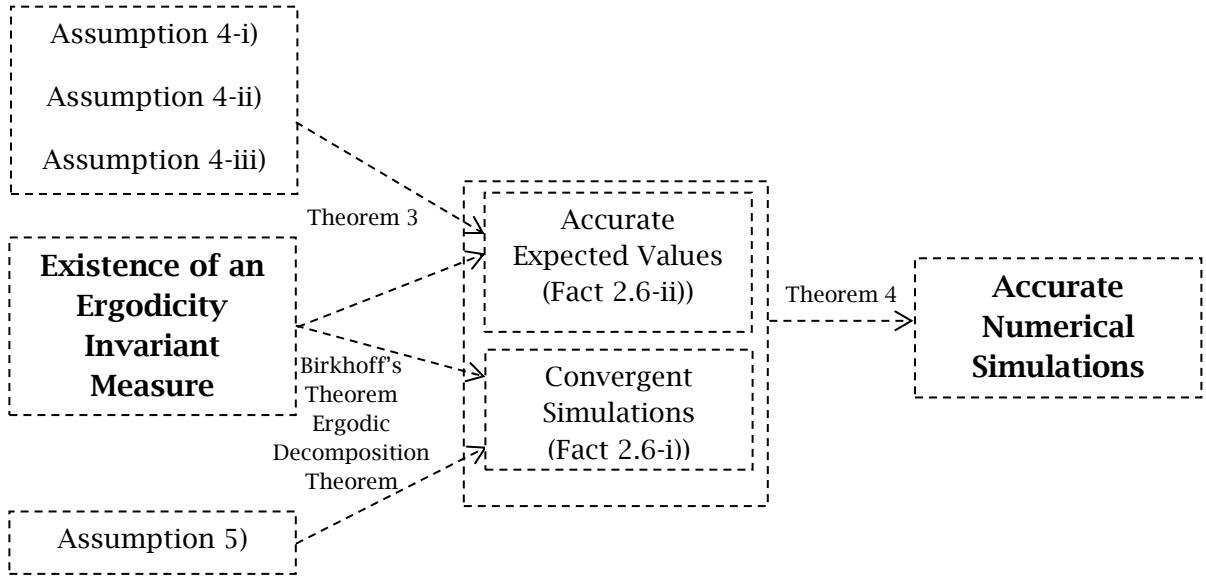 Assumption 4-i)
Assumption 4-ii)
Assumption 4-iii)
Theorem 3
Existence of an
Ergodicity
Invariant
Measure
Birkhoff's
Theorem
Ergodic
Decomposition
Theorem
Assumption 5)
Accurate
Expected Values
(Fact 2.6-ii))
Convergent
Simulations
(Fact 2.6-i))
Theorem 4
Accurate
Numerical
Simulations